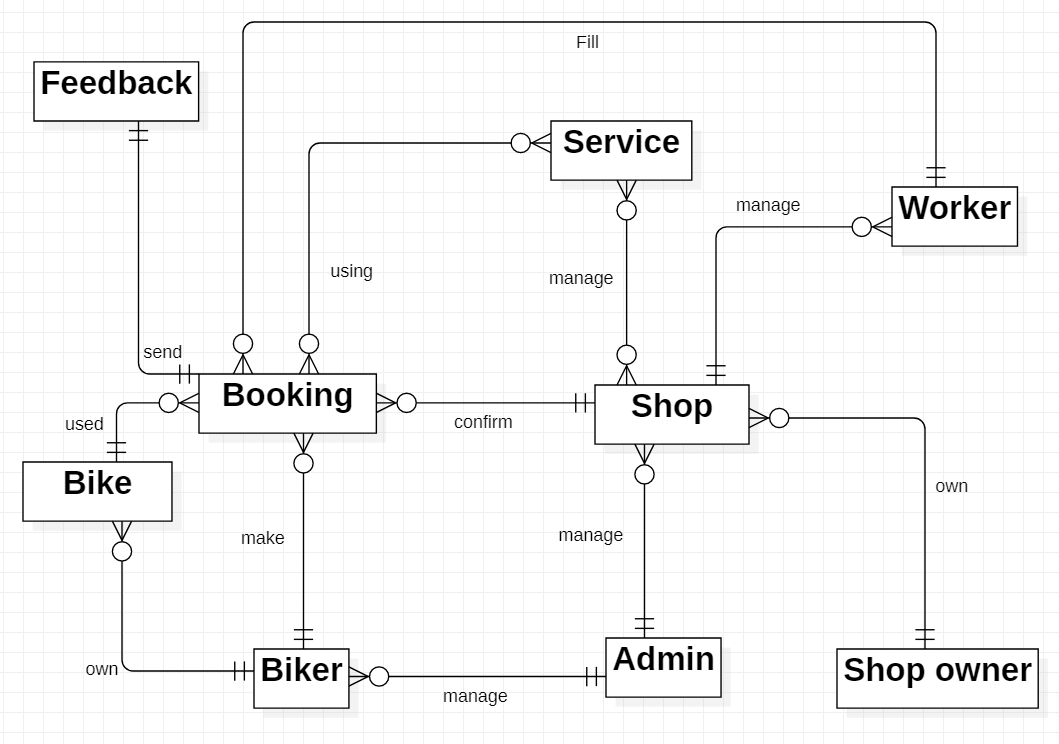 Fill
Feedback
Service
manage
Worker
using
manage
send
Booking
Shop
used
confirm
Bike
own
make
manage
own
Biker
Admin
Shop owner
manage